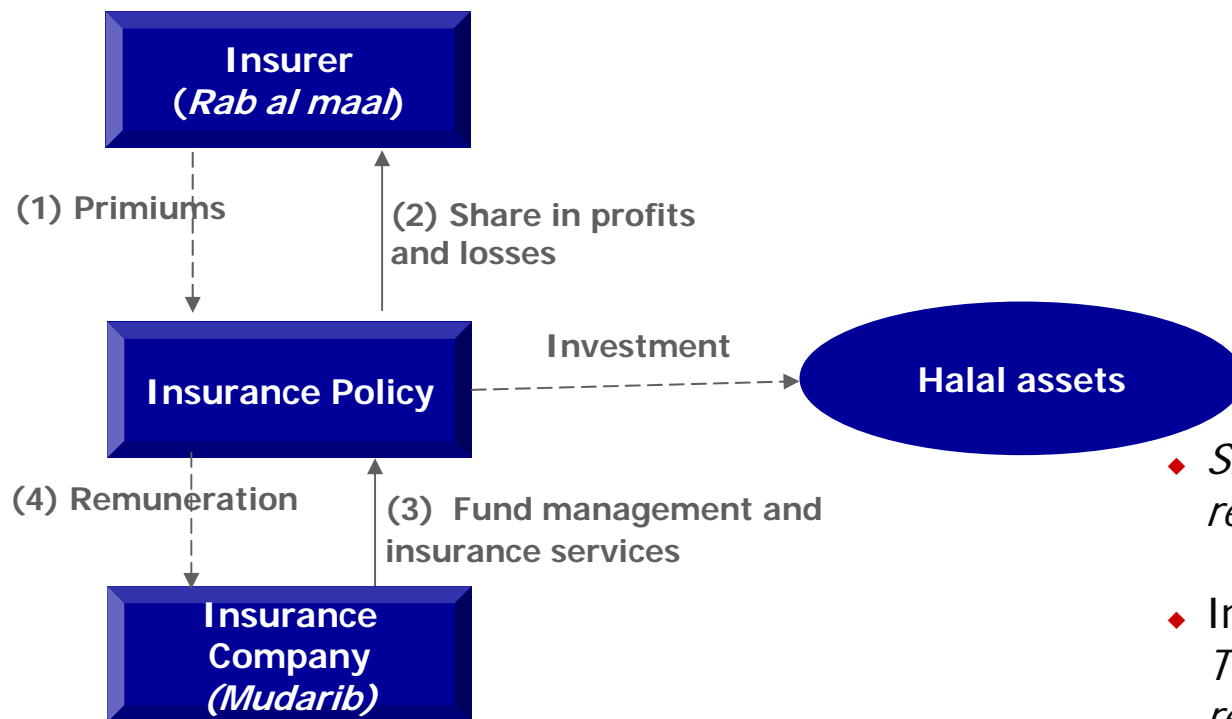 Insurer
(Rab al maal)
(1) Primiums
(2) Share in profits
and losses
Investment
Halal assets
Insurance Policy
(4) Remuneration
(3) Fund management and
insurance services
Insurance
Company
(Mudarib)